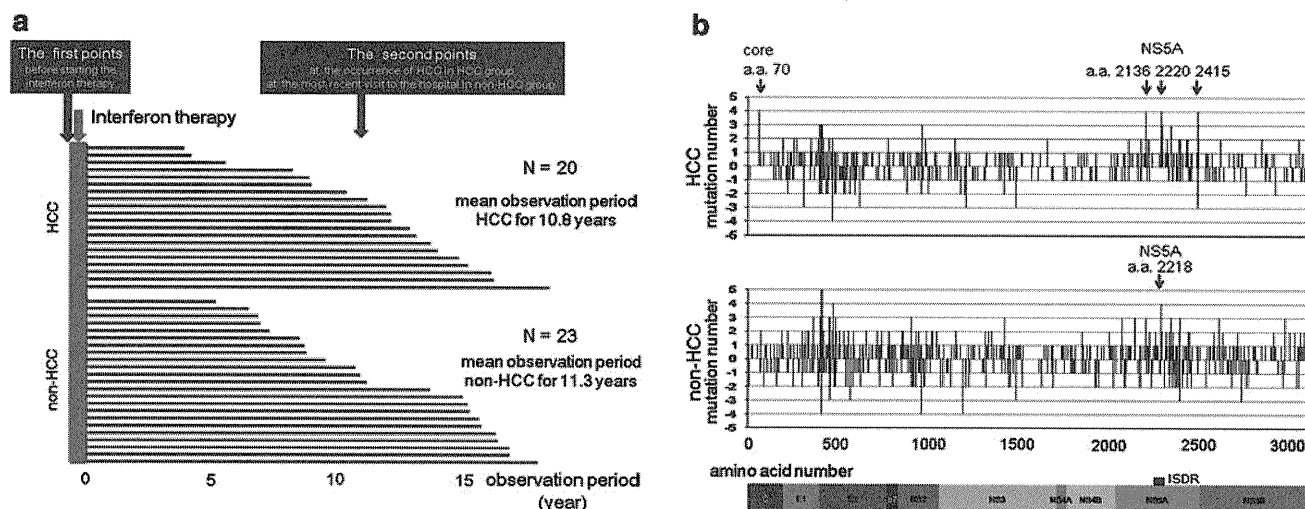 a
The first points
before starting the
interferon therapy
The second points
at the occurrence of HCC in HCC group
at the most recent visit to the hospital in non-HCC group
Interferon therapy
HCC
N = 20
mean observation period
HCC for 10.8 years
non-HCC
N = 23
mean observation period
non-HCC for 11.3 years
0 5 10 15 observation period
(year)
b
core
a.a. 70
NS5A
a.a. 2136 2220 2415
HCC
mutation number
5
4
3
2
1
0
-1
-2
-3
-4
-5
NS5A
a.a. 2218
non-HCC
mutation number
5
4
3
2
1
0
-1
-2
-3
-4
-5
0 500 1000 1500 2000 2500 3000
amino acid number
ISDR
E1 E2 NS2 NS3 NS4A NS4B NS5A NS5B